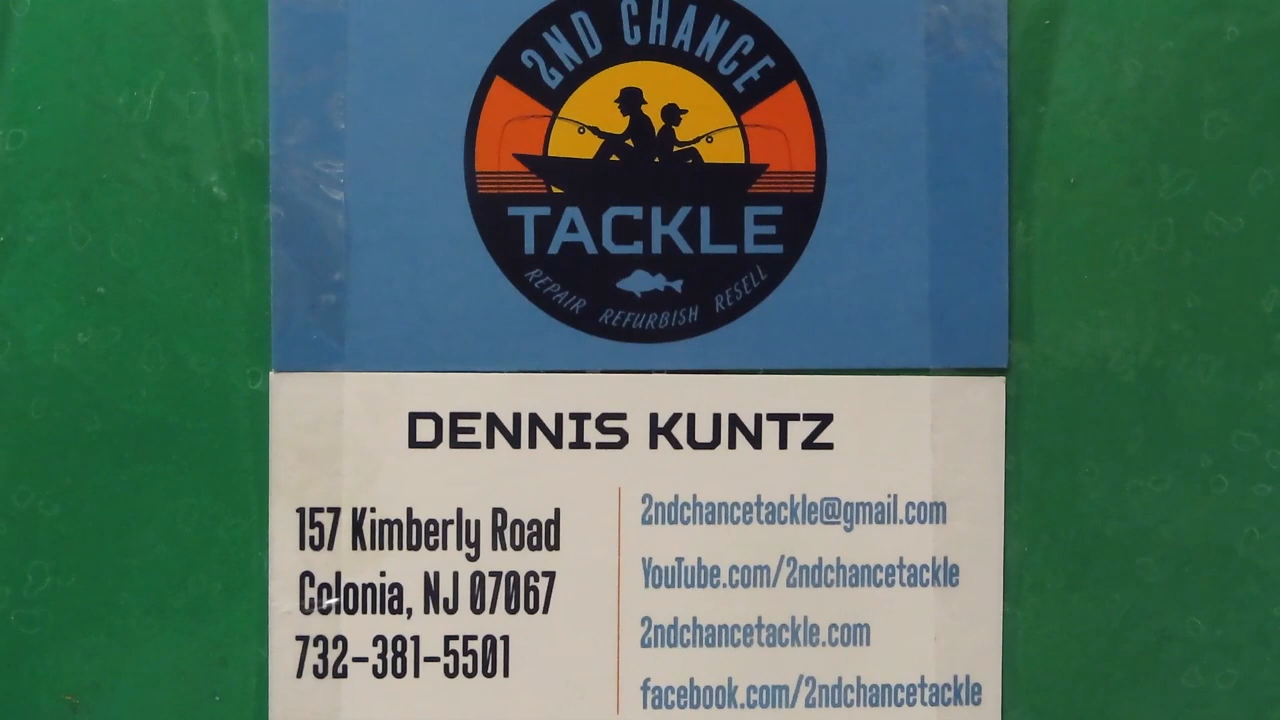 2ND CHANCE
TACKLE
REPAIR REFURBISH RESELL
DENNIS KUNTZ
157 Kimberly Road
Colonia, NJ 07067
732-381-5501
2ndchancetackle@gmail.com
YouTube.com/2ndchancetackle
2ndchancetackle.com
facebook.com/2ndchancetackle